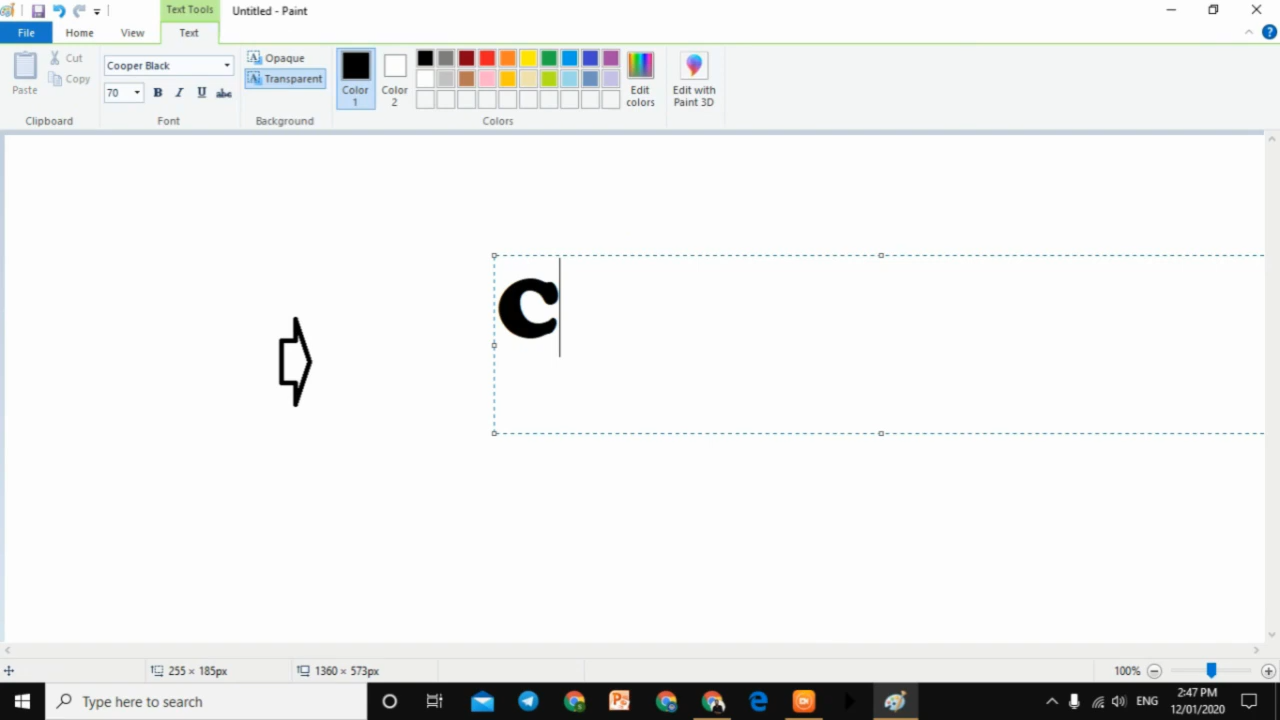 Text Tools
Untitled - Paint
File
Home
View
Text
Paste
Cut
Copy
Clipboard
Cooper Black
70
B I U abc
Font
Opaque
Transparent
Background
Color 1
Color 2
Edit colors
Colors
Edit with Paint 3D
c
255 × 185px
1360 × 573px
100%
Type here to search
ENG
2:47 PM
12/01/2020